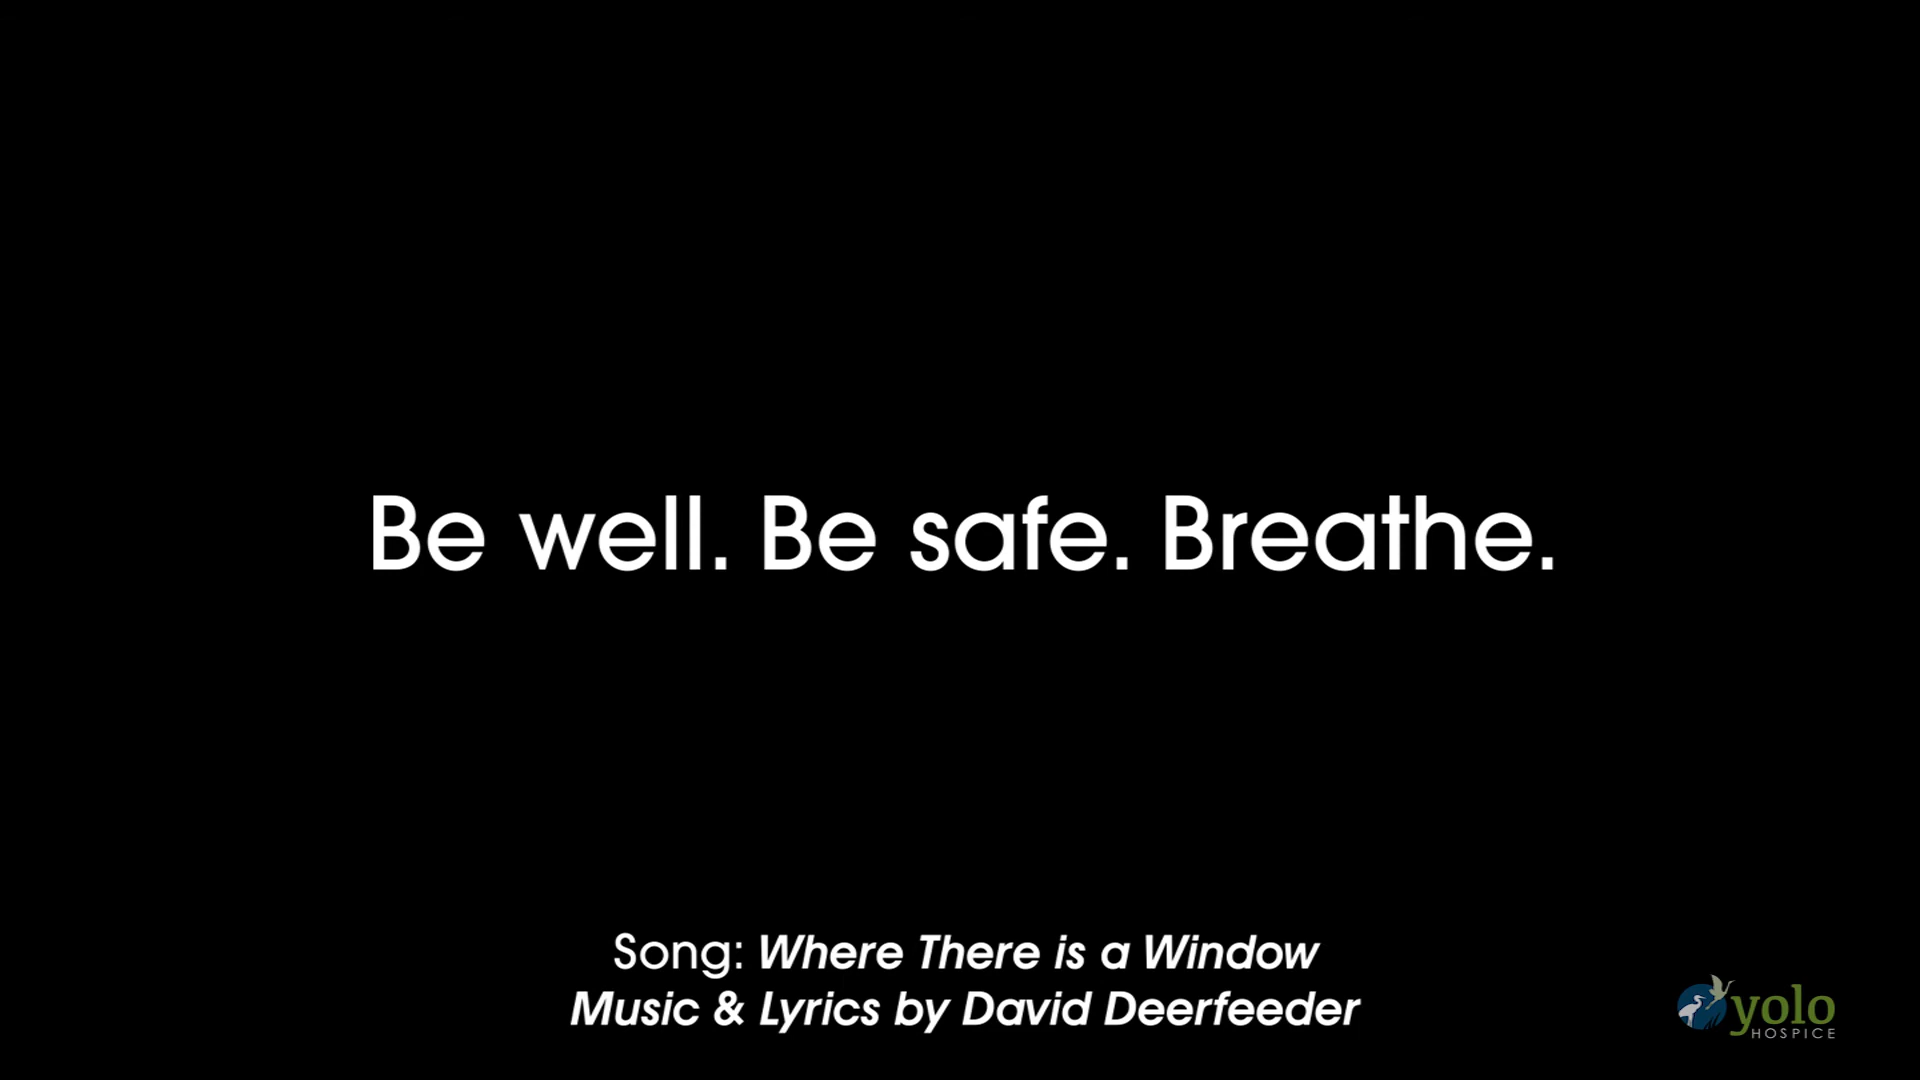 Be well. Be safe. Breathe.
Song: Where There is a Window
Music & Lyrics by David Deerfeeder
yolo
HOSPICE